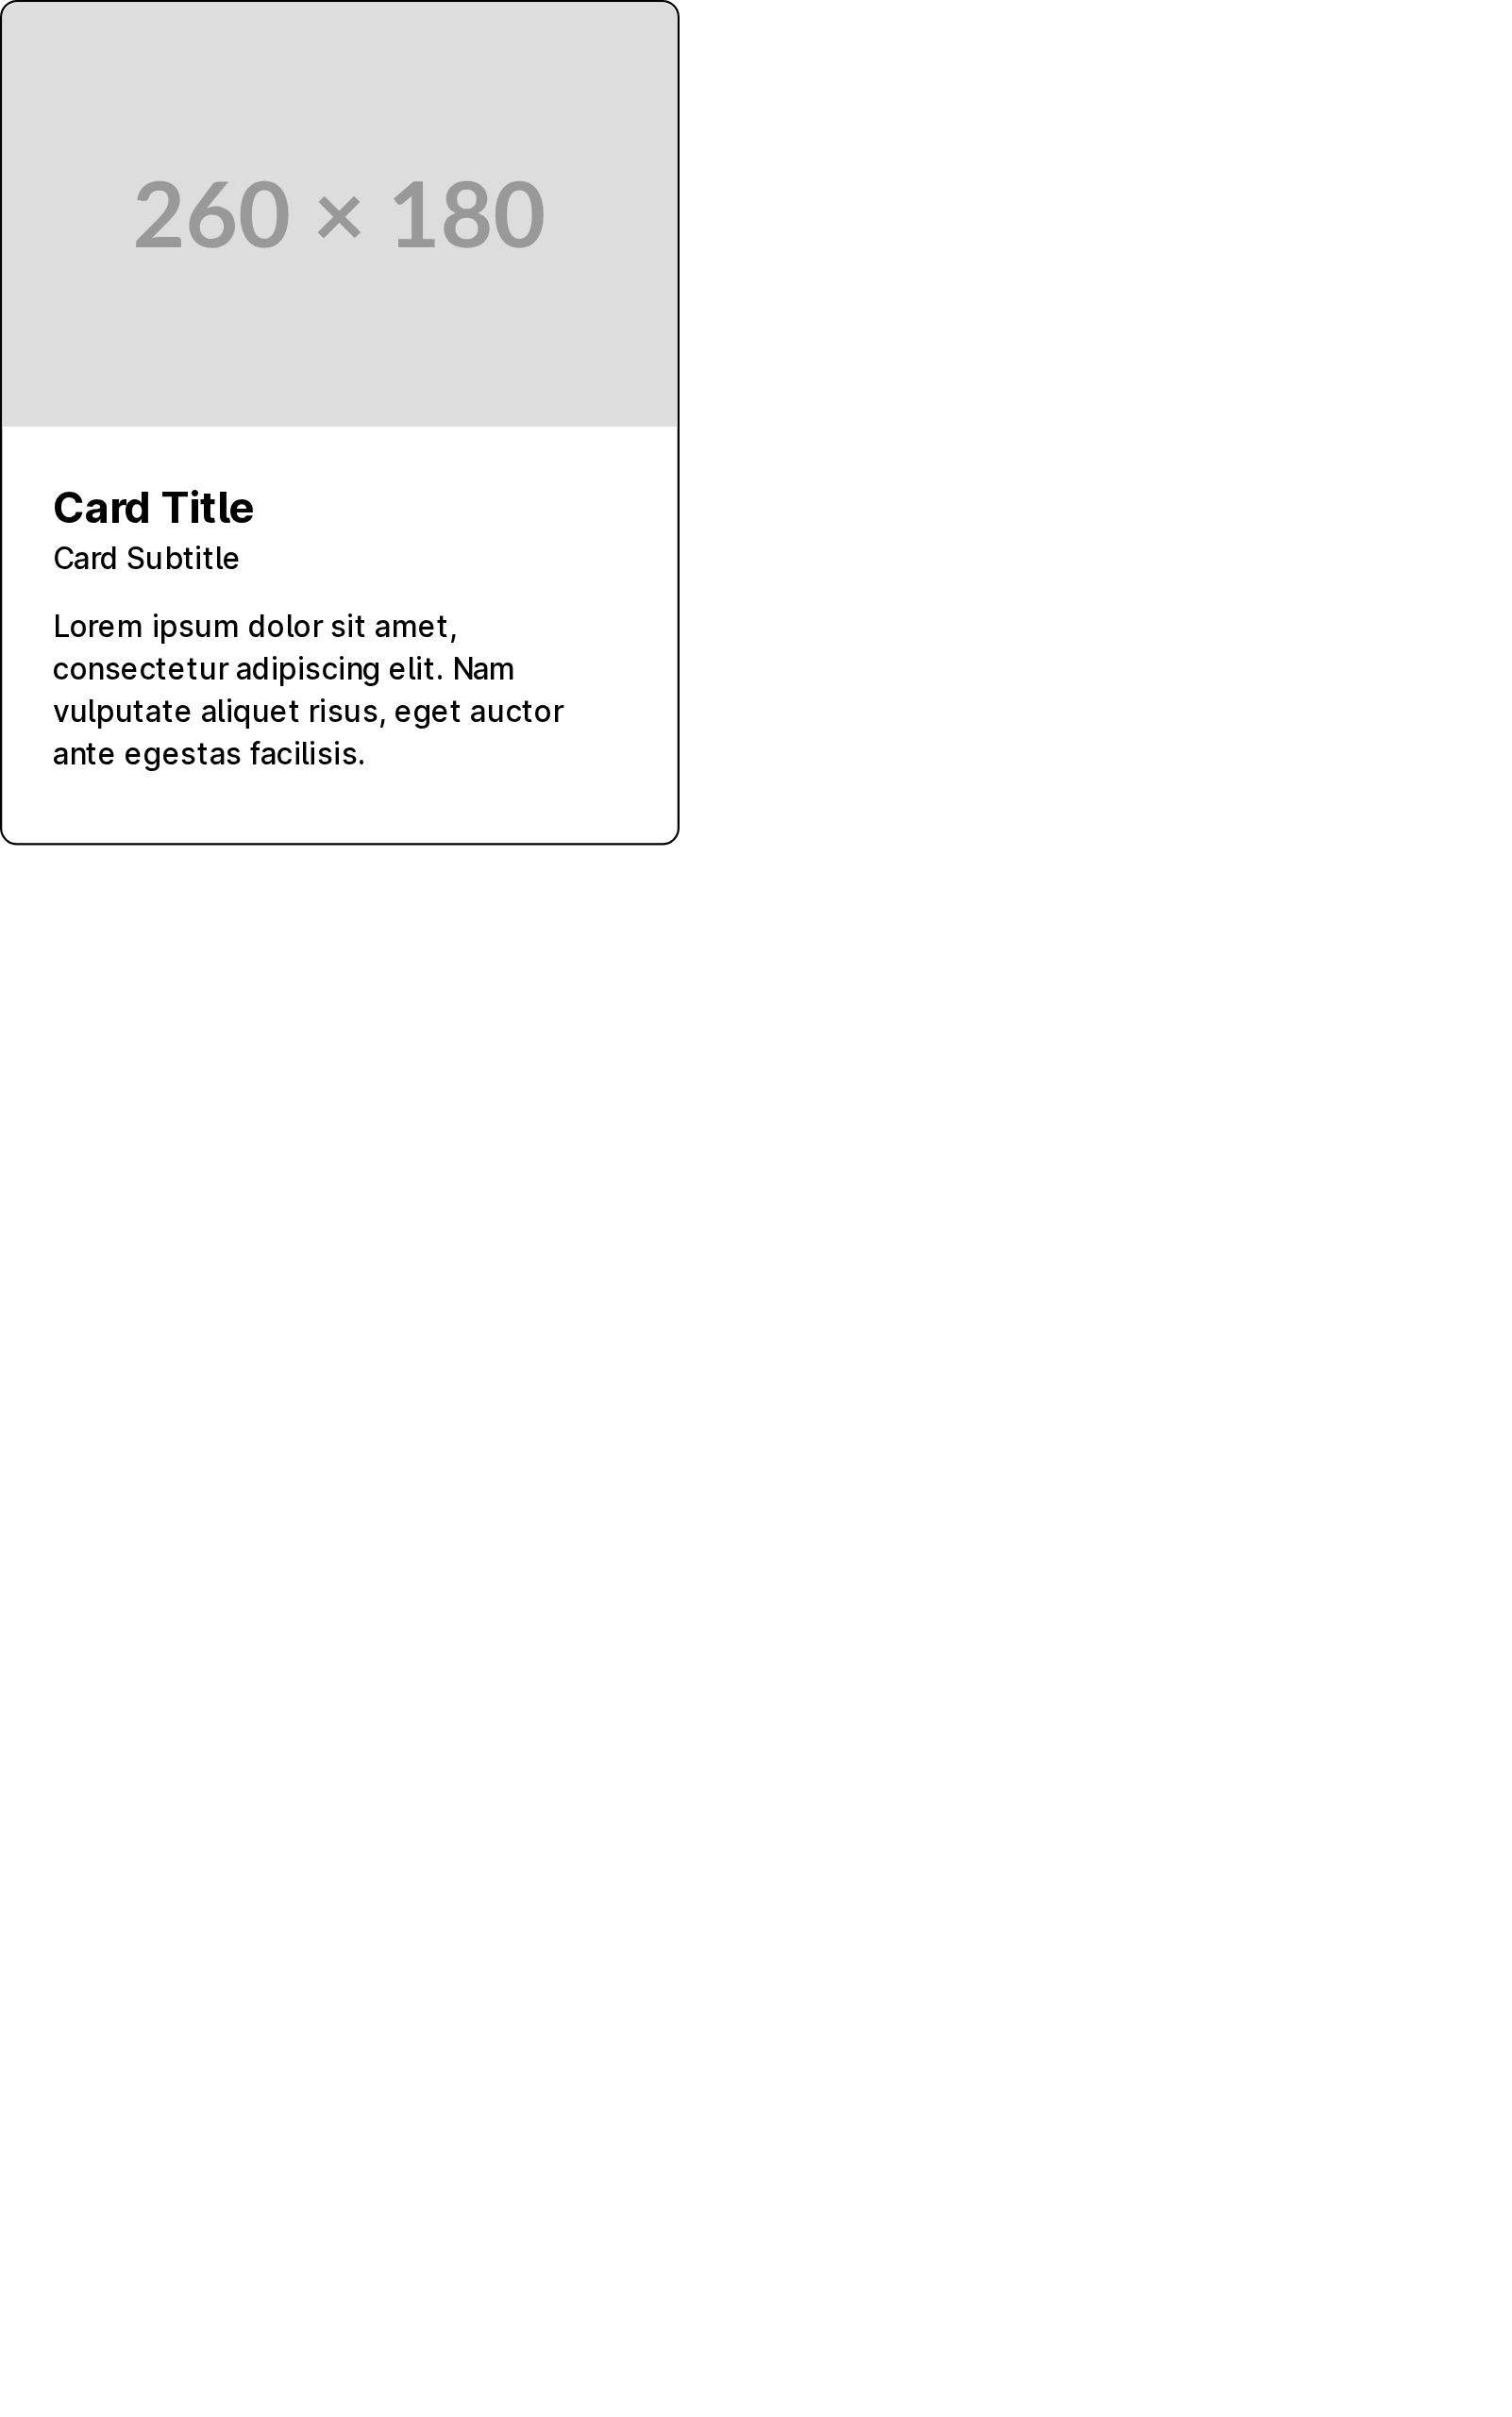 260 × 180
Card Title
Card Subtitle
Lorem ipsum dolor sit amet,
consectetur adipiscing elit. Nam
vulputate aliquet risus, eget auctor
ante egestas facilisis.